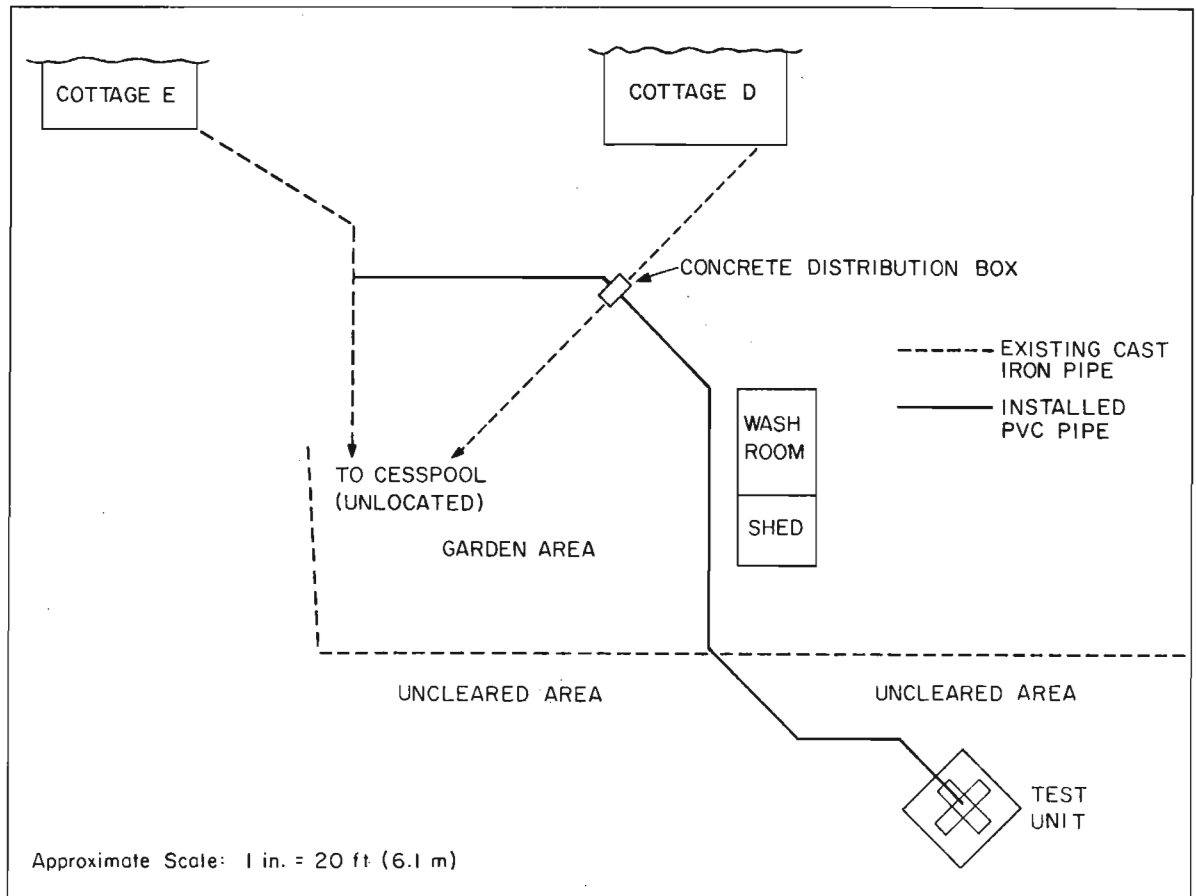 COTTAGE E
COTTAGE D
CONCRETE DISTRIBUTION BOX
EXISTING CAST
IRON PIPE
INSTALLED
PVC PIPE
WASH
ROOM
SHED
TO CESSPOOL
(UNLOCATED)
GARDEN AREA
UNCLEARED AREA
UNCLEARED AREA
TEST
UNIT
Approximate Scale: 1 in. = 20 ft (6.1 m)